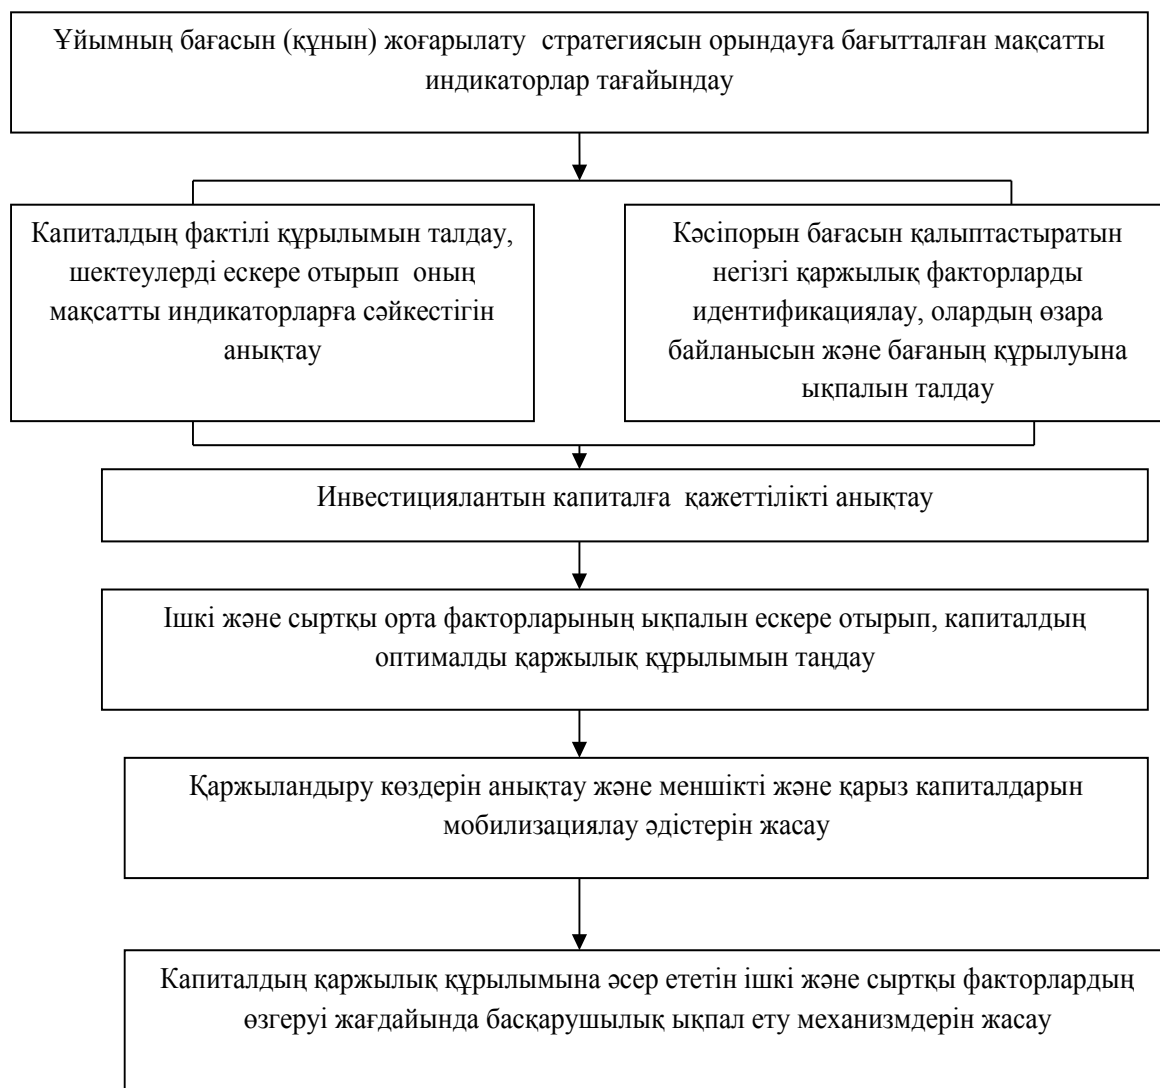 Ұйымның бағасын (құнын) жоғарылату стратегиясын орындауға бағытталған мақсатты
индикаторлар тағайындау
Капиталдың фактілі құрылымын талдау,
шектеулерді ескере отырып оның
мақсатты индикаторларға сәйкестігін
анықтау
Кәсіпорын бағасын қалыптастыратын
негізгі қаржылық факторларды
идентификациялау, олардың өзара
байланысын және бағаның құрылуына
ықпалын талдау
Инвестициялантын капиталға қажеттілікті анықтау
Ішкі және сыртқы орта факторларының ықпалын ескере отырып, капиталдың
оптималды қаржылық құрылымын таңдау
Қаржыландыру көздерін анықтау және меншікті және қарыз капиталдарын
мобилизациялау әдістерін жасау
Капиталдың қаржылық құрылымына әсер ететін ішкі және сыртқы факторлардың
өзгеруі жағдайында басқарушылық ықпал ету механизмдерін жасау